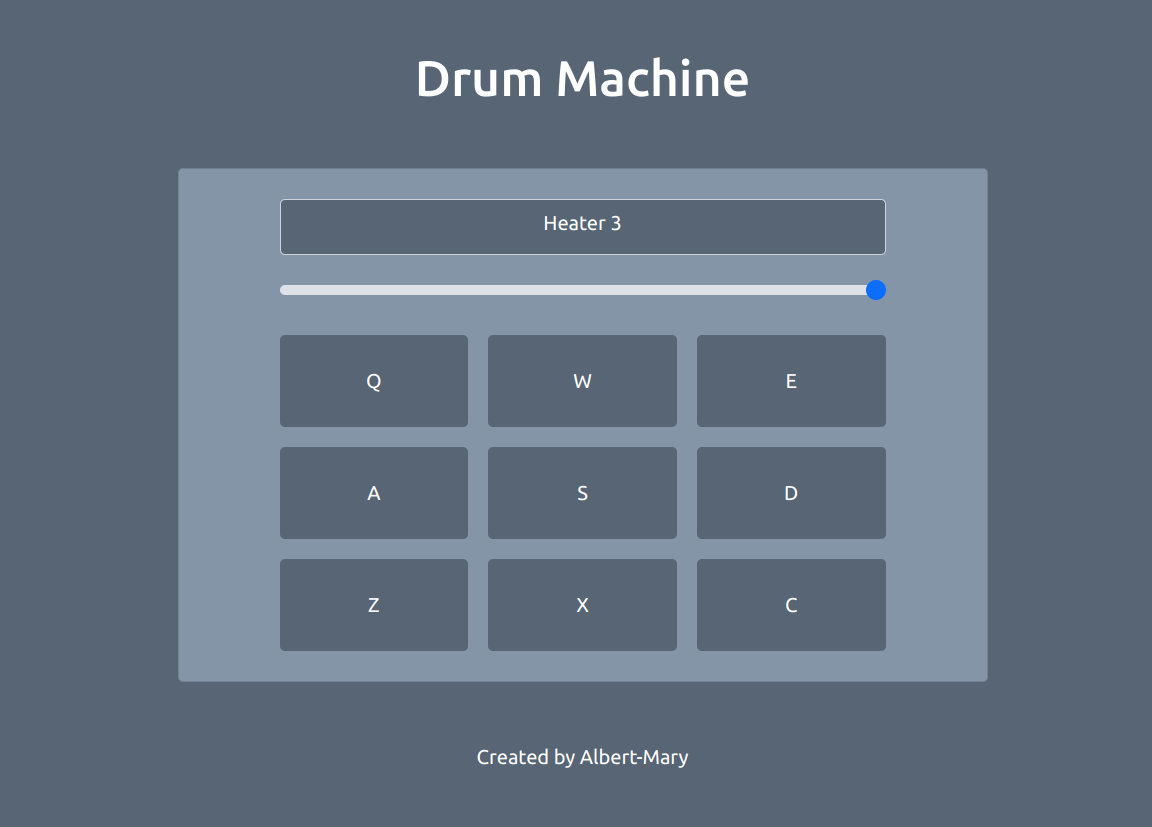 Drum Machine
Heater 3
Q W E
A S D
Z X C
Created by Albert-Mary